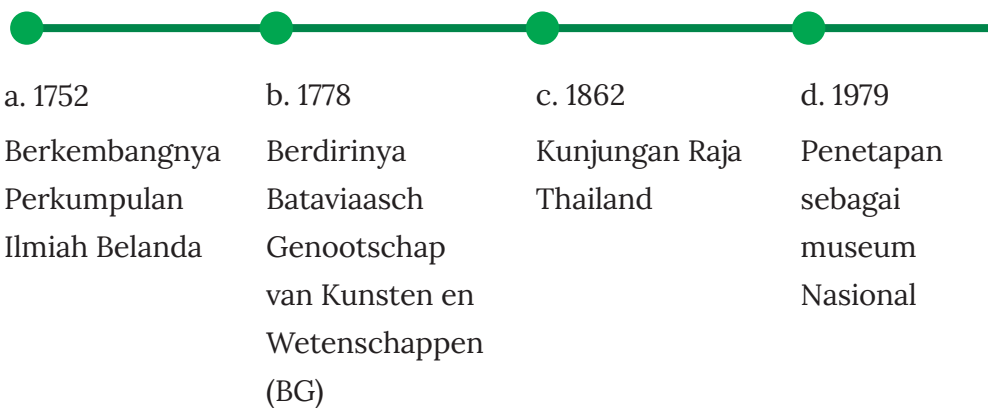 a. 1752
Berkembangnya
Perkumpulan
Ilmiah Belanda
b. 1778
Berdirinya
Bataviaasch
Genootschap
van Kunsten en
Wetenschappen
(BG)
c. 1862
Kunjungan Raja
Thailand
d. 1979
Penetapan
sebagai
museum
Nasional